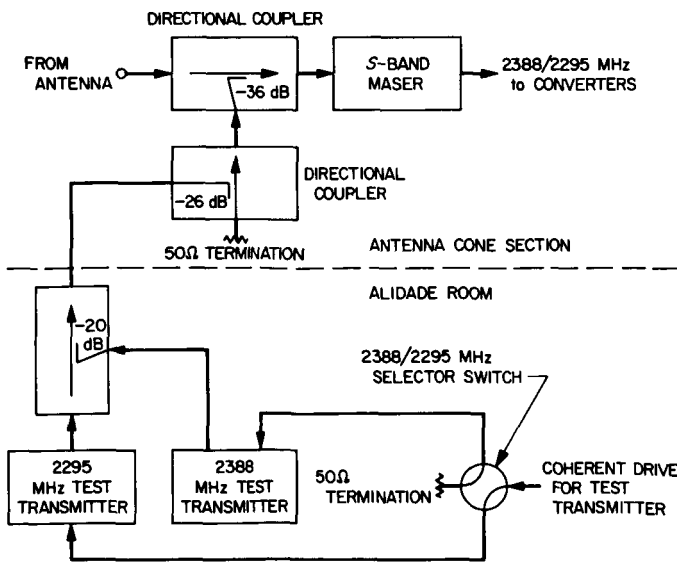 DIRECTIONAL COUPLER
FROM
ANTENNA
-36 dB
S-BAND
MASER
2388/2295 MHz
to CONVERTERS
-26 dB
DIRECTIONAL
COUPLER
50Ω TERMINATION
ANTENNA CONE SECTION
ALIDADE ROOM
-20
dB
2388/2295 MHz
SELECTOR SWITCH
2295
MHz TEST
TRANSMITTER
2388
MHz TEST
TRANSMITTER
50Ω
TERMINATION
COHERENT DRIVE
FOR TEST
TRANSMITTER